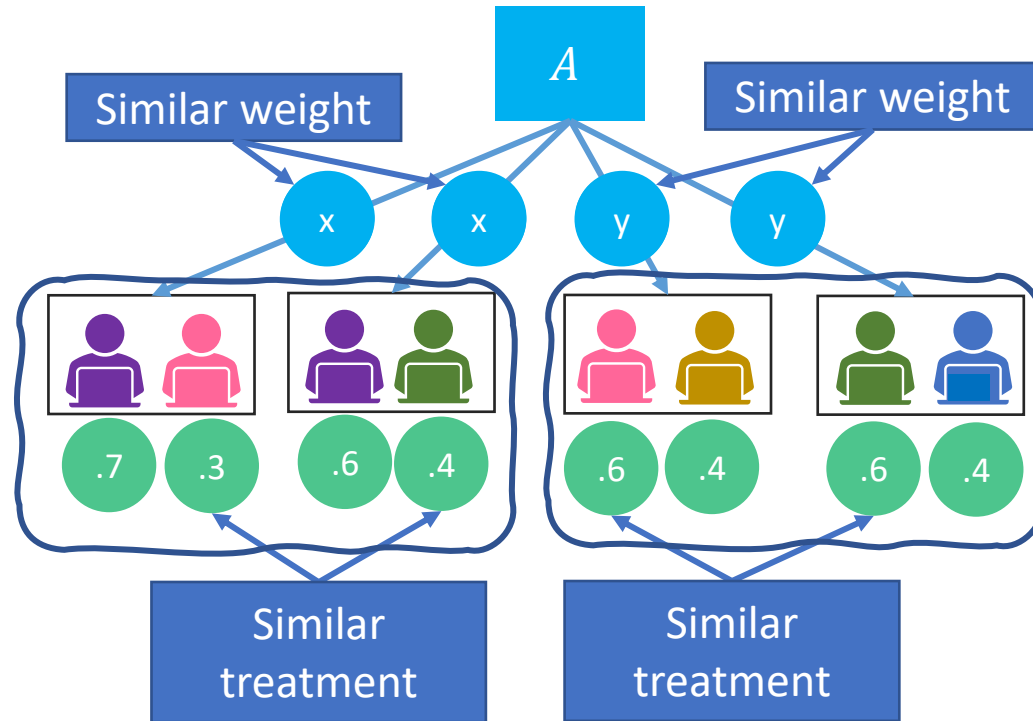 A
Similar weight
Similar weight
x
x
y
y
.7
.3
.6
.4
.6
.4
.6
.4
Similar
treatment
Similar
treatment